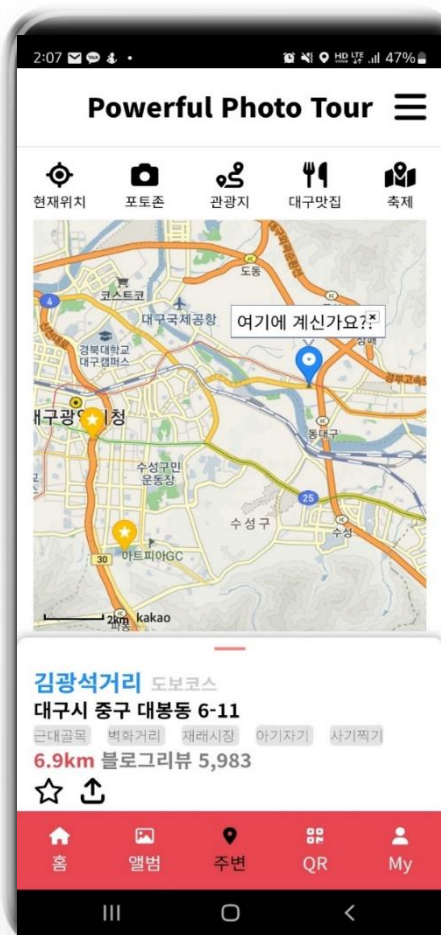 2:07
HD VoLTE LTE 47%
Powerful Photo Tour
현재위치 포토존 관광지 대구맛집 축제
도동
4
코스트코
대구국제공항
여기에 계신가요??
경북대학교
대구캠퍼스
동대구
수성구민
운동장
25
수성구
수성
30
아트피아GC
2km kakao
김광석거리 도보코스
대구시 중구 대봉동 6-11
근대골목 벽화거리 재래시장 아기자기 사기찍기
6.9km 블로그리뷰 5,983
홈 앨범 주변 QR My